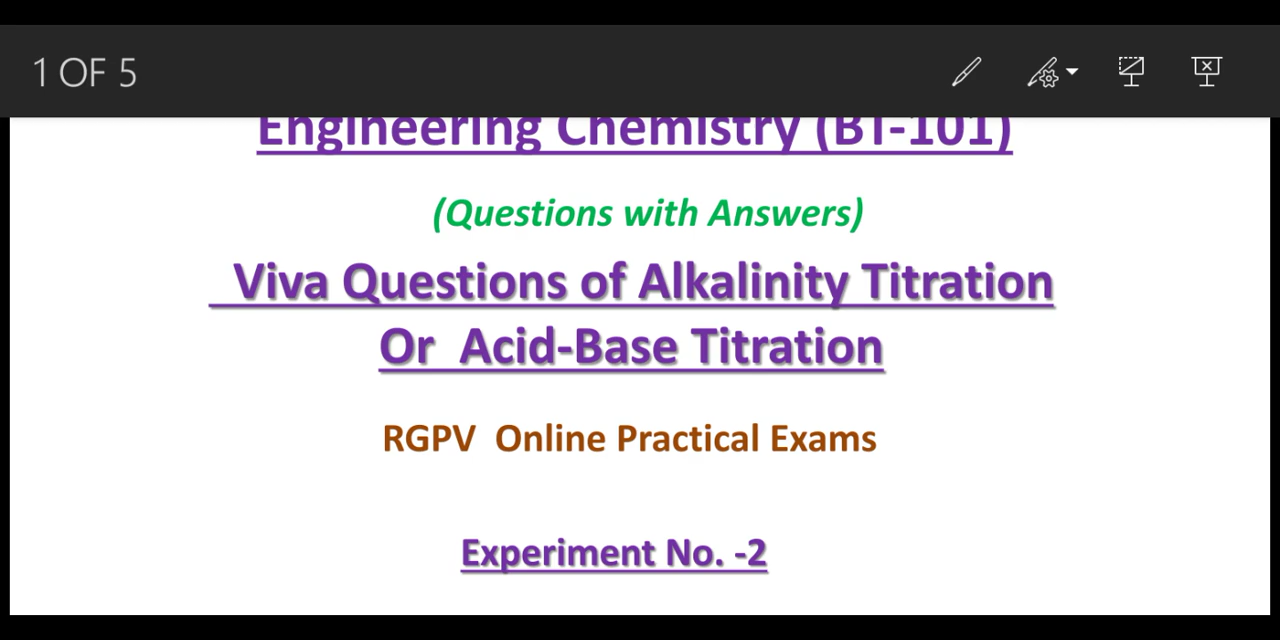 1 OF 5
Engineering Chemistry (BT-101)
(Questions with Answers)
Viva Questions of Alkalinity Titration
Or Acid-Base Titration
RGPV Online Practical Exams
Experiment No. -2